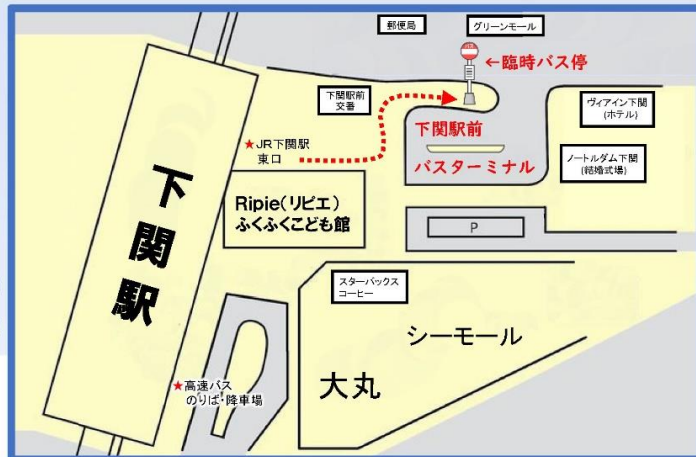 郵便局
グリーンモール
←臨時バス停
下関駅前
交番
ヴィアイン下関
(ホテル)
下関駅前
★JR下関駅
東口
バスターミナル
ノートルダム下関
(結婚式場)
Ripie(リピエ)
ふくふくこども館
P
下関駅
スターバックス
コーヒー
シーモール
大丸
★高速バス
のりば・降車場